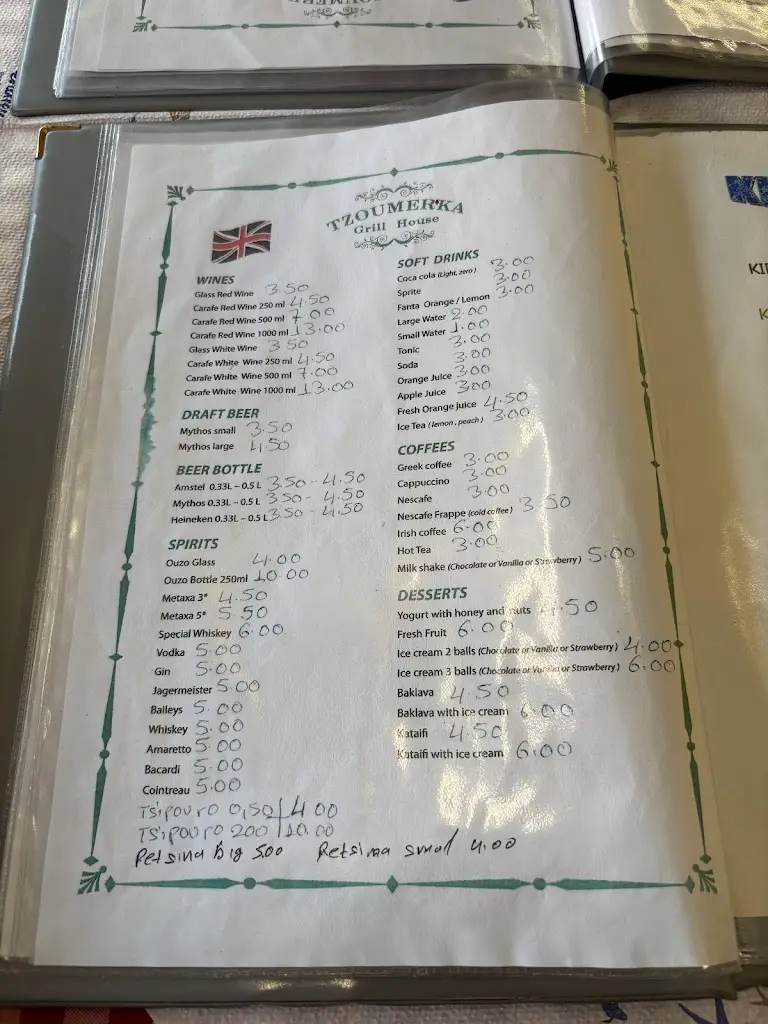 TZOUMERKA
Grill House
WINES
Glass Red Wine 3.50
Carafe Red Wine 250 ml 4.50
Carafe Red Wine 500 ml 7.00
Carafe Red Wine 1000 ml 13.00
Glass White Wine 3.50
Carafe White Wine 250 ml 4.50
Carafe White Wine 500 ml 7.00
Carafe White Wine 1000 ml 13.00
DRAFT BEER
Mythos small 3.50
Mythos large 4.50
BEER BOTTLE
Amstel 0.33L – 0.5 L 3.50 - 4.50
Mythos 0.33L – 0.5 L 3.50 - 4.50
Heineken 0.33L – 0.5 L 3.50 - 4.50
SPIRITS
Ouzo Glass 4.00
Ouzo Bottle 250ml 10.00
Metaxa 3* 4.50
Metaxa 5* 5.50
Special Whiskey 6.00
Vodka 5.00
Gin 5.00
Jagermeister 5.00
Baileys 5.00
Whiskey 5.00
Amaretto 5.00
Bacardi 5.00
Cointreau 5.00
Tsipouro 0,50 4.00
Tsipouro 200 10.00
Retsina big 5.00 Retsina small 4.00
SOFT DRINKS
Coca cola (Light, zero) 3.00
Sprite 3.00
Fanta Orange / Lemon 3.00
Large Water 2.00
Small Water 1.00
Tonic 3.00
Soda 3.00
Orange Juice 3.00
Apple Juice 3.00
Fresh Orange juice 4.50
Ice Tea (lemon, peach) 3.00
COFFEES
Greek coffee 3.00
Cappuccino 3.00
Nescafe 3.00
Nescafe Frappe (cold coffee) 3.50
Irish coffee 6.00
Hot Tea 3.00
Milk shake (Chocolate or Vanilla or Strawberry) 5.00
DESSERTS
Yogurt with honey and nuts 4.50
Fresh Fruit 6.00
Ice cream 2 balls (Chocolate or Vanilla or Strawberry) 4.00
Ice cream 3 balls (Chocolate or Vanilla or Strawberry) 6.00
Baklava 4.50
Baklava with ice cream 6.00
Kataifi 4.50
Kataifi with ice cream 6.00